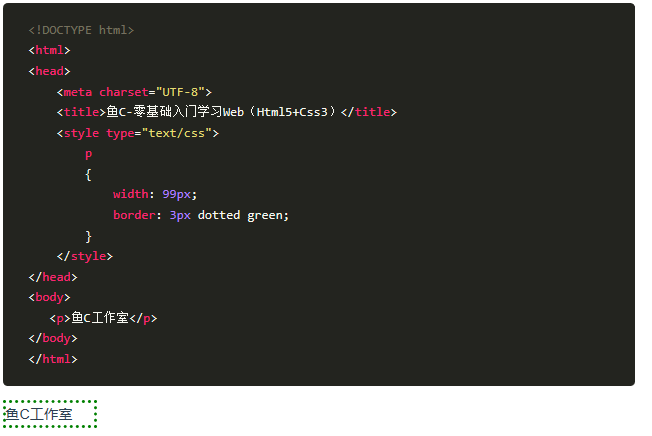 <!DOCTYPE html>
<html>
<head>
    <meta charset="UTF-8">
    <title>鱼C-零基础入门学习Web（Html5+Css3）</title>
    <style type="text/css">
        p
        {
            width: 99px;
            border: 3px dotted green;
        }
    </style>
</head>
<body>
   <p>鱼C工作室</p>
</body>
</html>
鱼C工作室